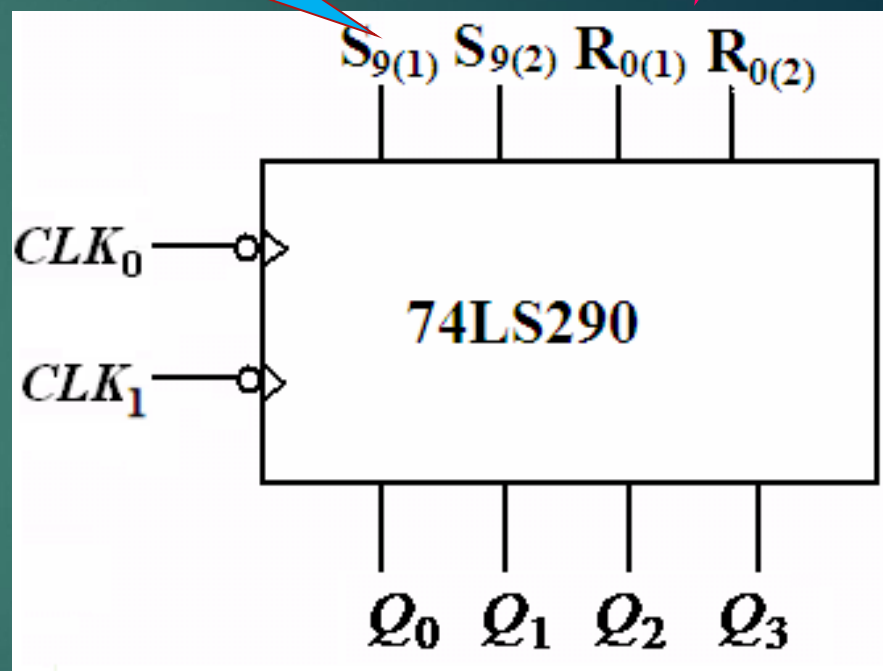 S9(1) S9(2) R0(1) R0(2)
CLK0
74LS290
CLK1
Q0 Q1 Q2 Q3